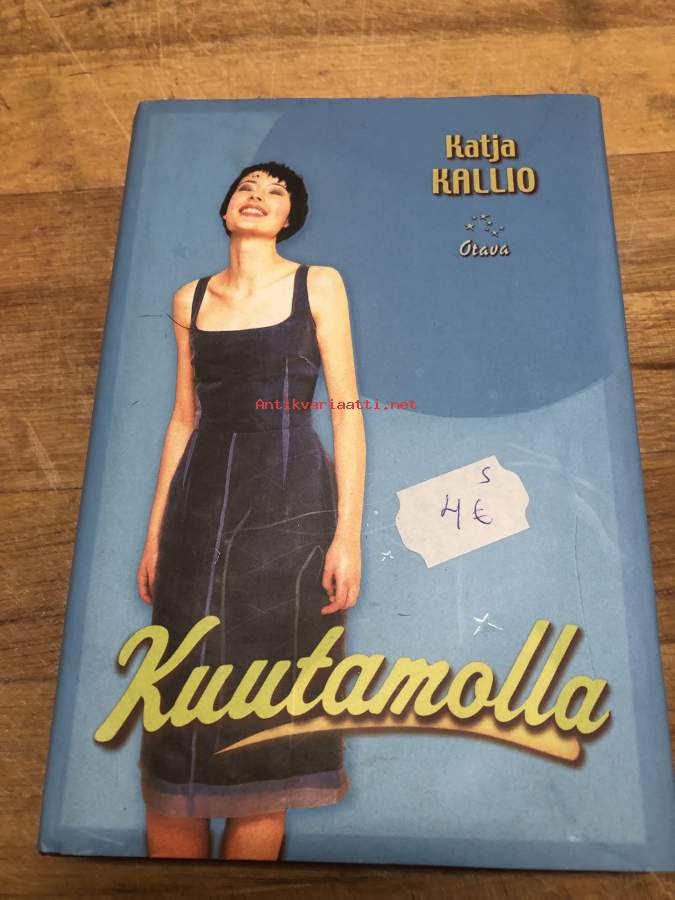 Katja
KALLIO
Otava
Antikvariaatti.net
S
4 €
Kuutamolla